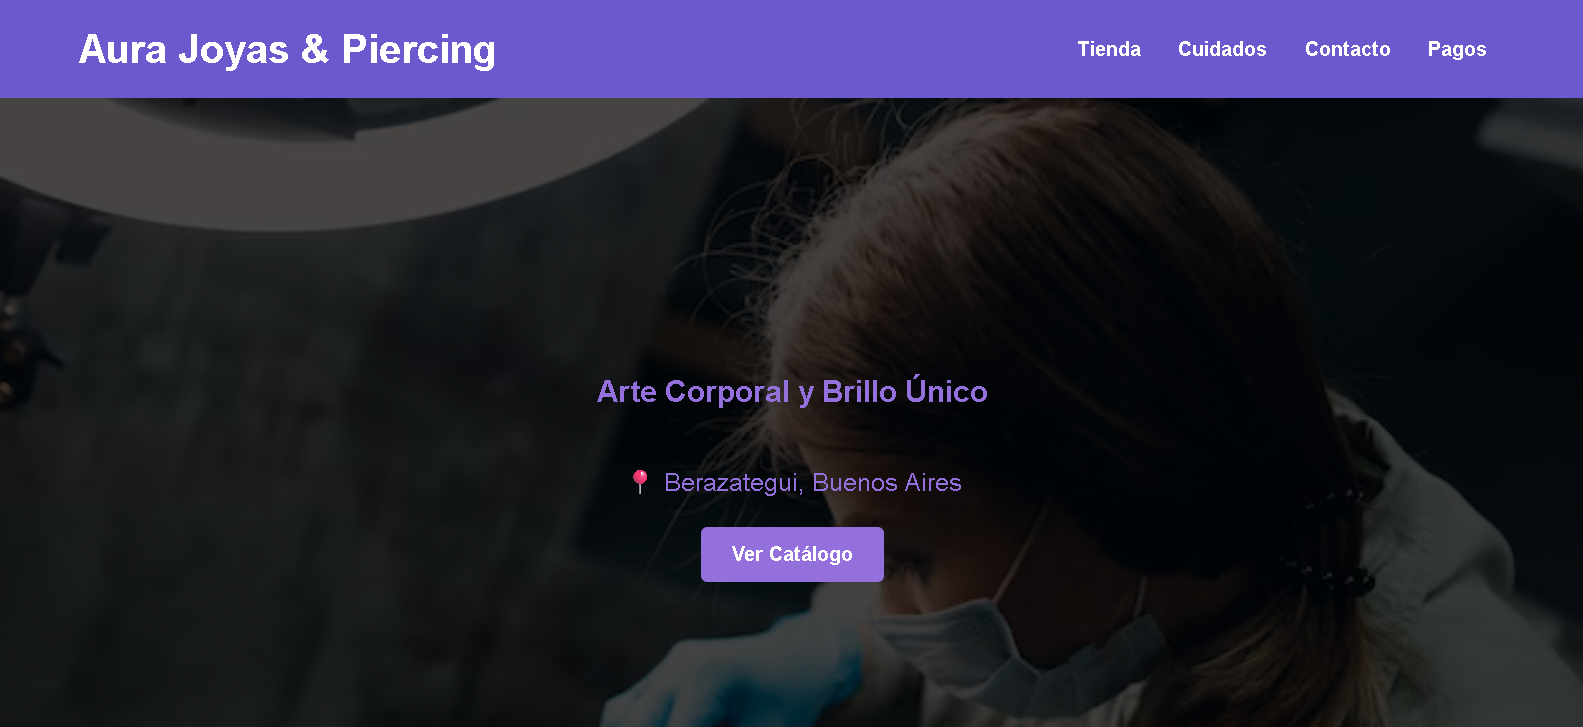 Aura Joyas & Piercing
Tienda Cuidados Contacto Pagos
Arte Corporal y Brillo Único
📍 Berazategui, Buenos Aires
Ver Catálogo